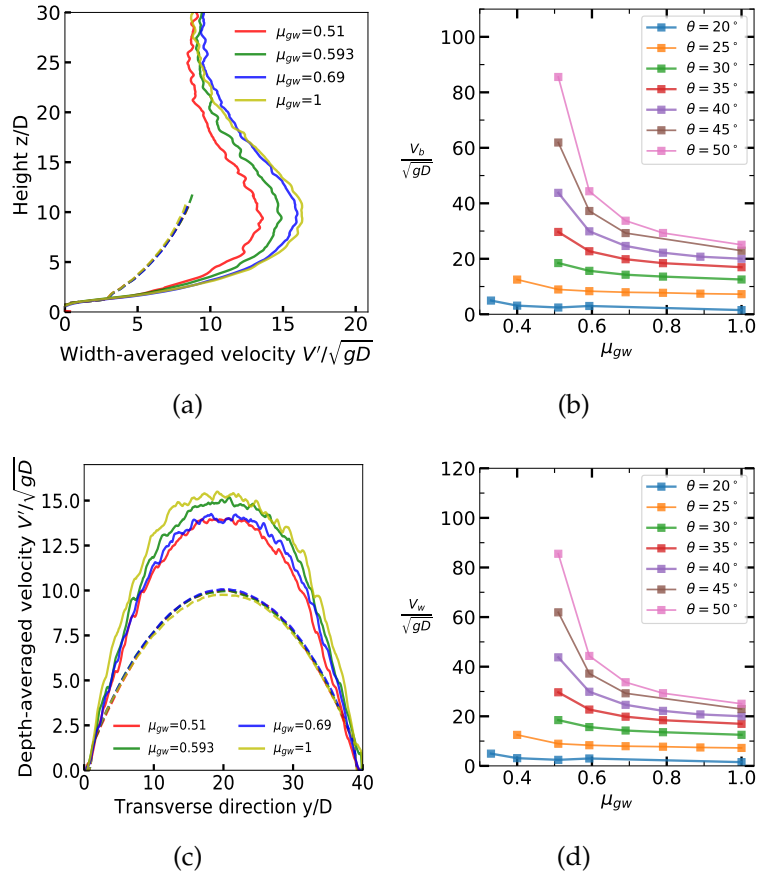 30
25
20
15
10
5
0
0 5 10 15 20
Height z/D
Width-averaged velocity V'/√gD
μgw=0.51
μgw=0.593
μgw=0.69
μgw=1
(a)
100
80
60
40
20
0
0.4 0.6 0.8 1.0
Vb/√gD
μgw
θ = 20°
θ = 25°
θ = 30°
θ = 35°
θ = 40°
θ = 45°
θ = 50°
(b)
15.0
12.5
10.0
7.5
5.0
2.5
0.0
0 10 20 30 40
Depth-averaged velocity V'/√gD
Transverse direction y/D
μgw=0.51 μgw=0.69
μgw=0.593 μgw=1
(c)
120
100
80
60
40
20
0
0.4 0.6 0.8 1.0
Vw/√gD
μgw
θ = 20°
θ = 25°
θ = 30°
θ = 35°
θ = 40°
θ = 45°
θ = 50°
(d)